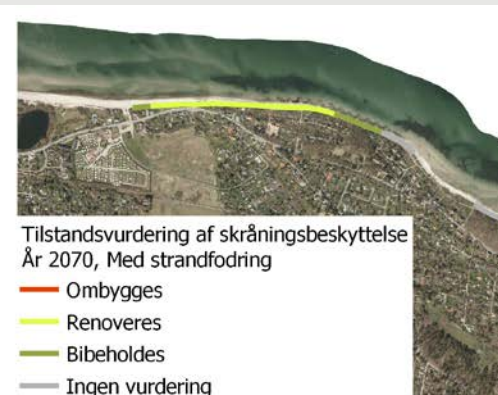 Tilstandsvurdering af skråningsbeskyttelse
År 2070, Med strandfodring
Ombygges
Renoveres
Bibeholdes
Ingen vurdering